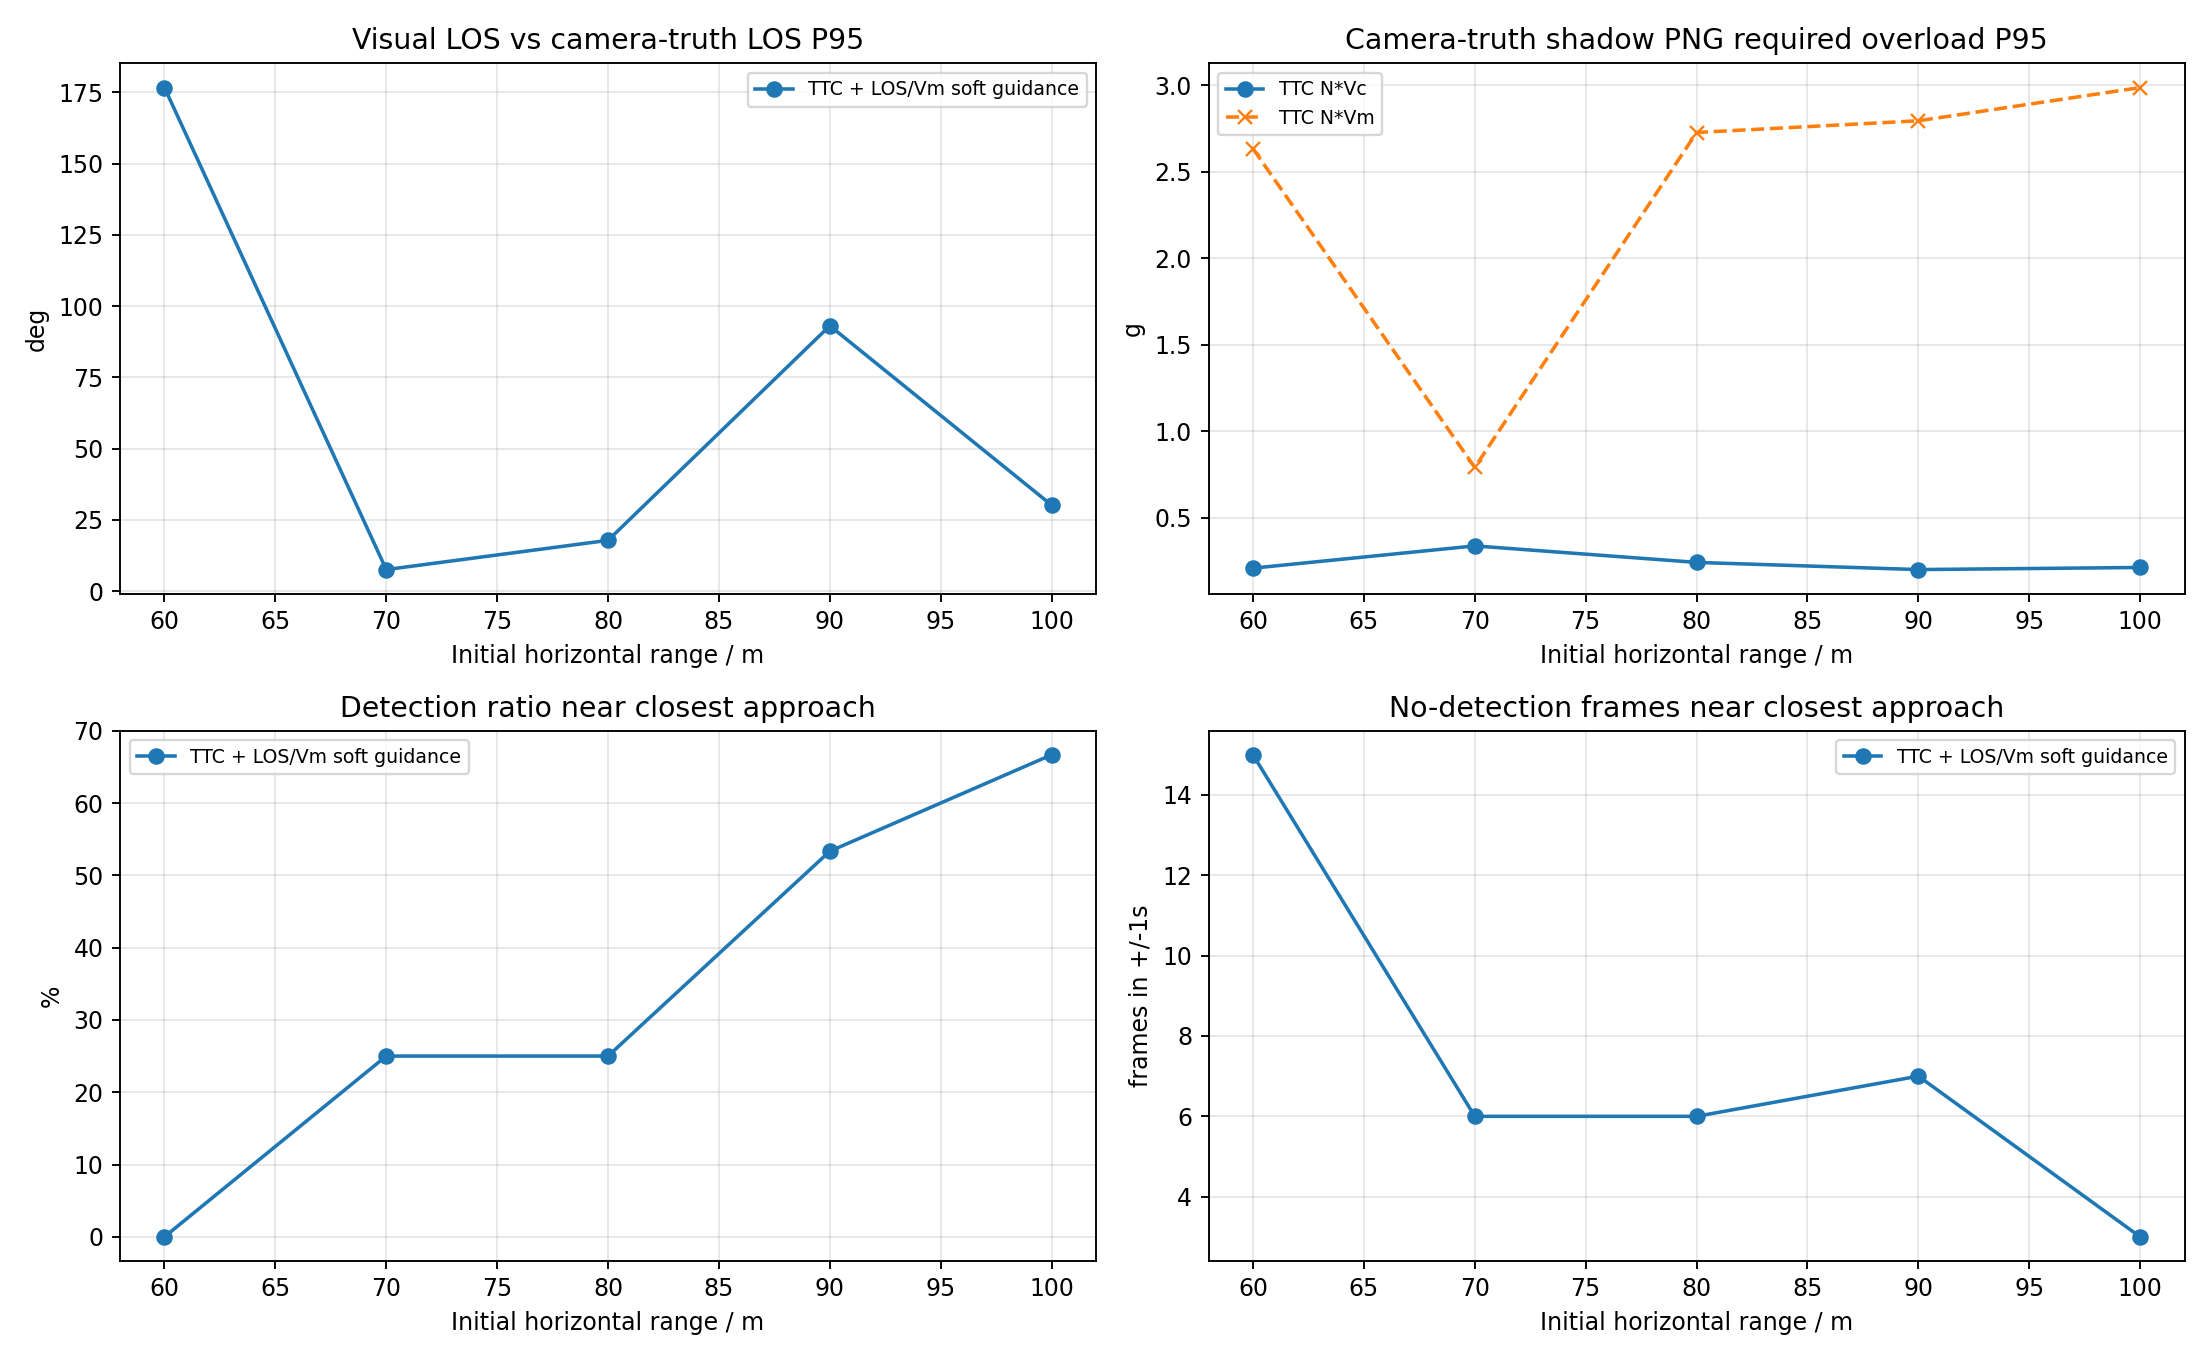 Visual LOS vs camera-truth LOS P95
TTC + LOS/Vm soft guidance
175
150
125
100
75
50
25
0
deg
60 65 70 75 80 85 90 95 100
Initial horizontal range / m
Camera-truth shadow PNG required overload P95
TTC N*Vc
TTC N*Vm
3.0
2.5
2.0
1.5
1.0
0.5
g
60 65 70 75 80 85 90 95 100
Initial horizontal range / m
Detection ratio near closest approach
TTC + LOS/Vm soft guidance
70
60
50
40
30
20
10
0
%
60 65 70 75 80 85 90 95 100
Initial horizontal range / m
No-detection frames near closest approach
TTC + LOS/Vm soft guidance
14
12
10
8
6
4
frames in +/-1s
60 65 70 75 80 85 90 95 100
Initial horizontal range / m